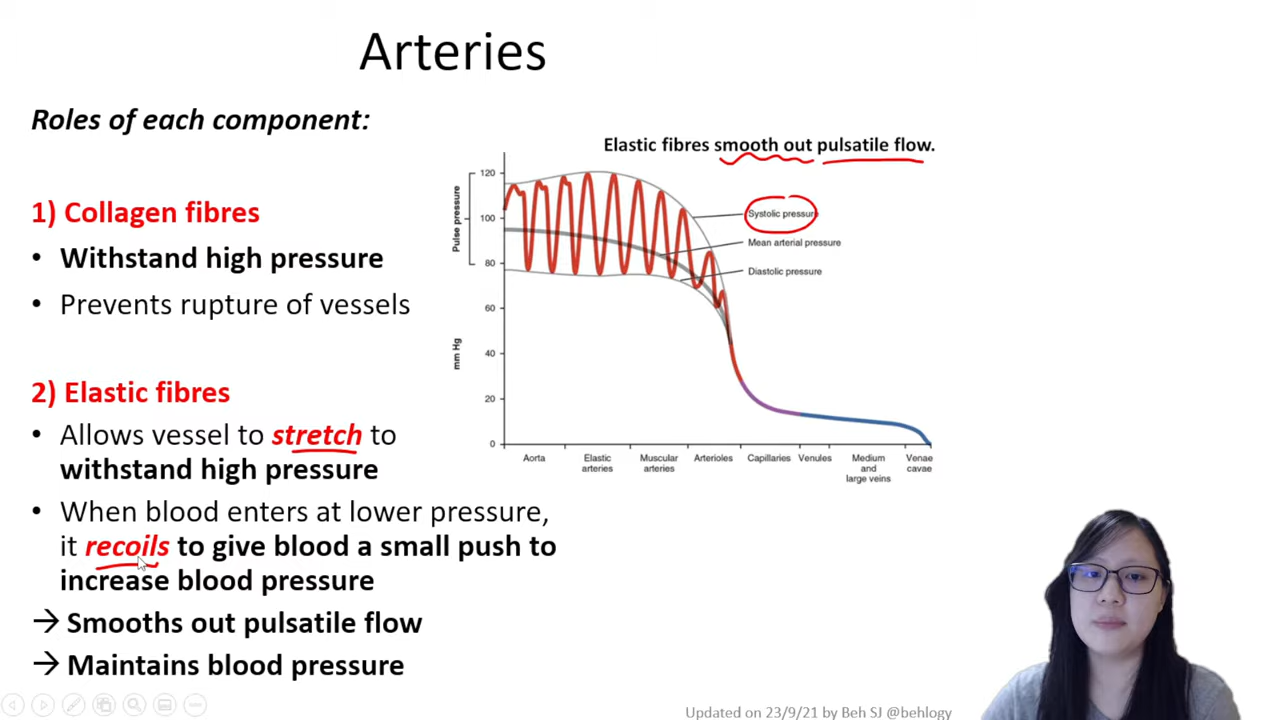 Arteries
Roles of each component:
1) Collagen fibres
• Withstand high pressure
• Prevents rupture of vessels
2) Elastic fibres
• Allows vessel to stretch to
withstand high pressure
• When blood enters at lower pressure,
it recoils to give blood a small push to
increase blood pressure
→ Smooths out pulsatile flow
→ Maintains blood pressure
Elastic fibres smooth out pulsatile flow.
Pulse pressure
mm Hg
120
100
80
60
40
20
0
Systolic pressure
Mean arterial pressure
Diastolic pressure
Aorta
Elastic
arteries
Muscular
arteries
Arterioles
Capillaries
Venules
Medium
and
large veins
Venae
cavae
Updated on 23/9/21 by Beh SJ @behlogy